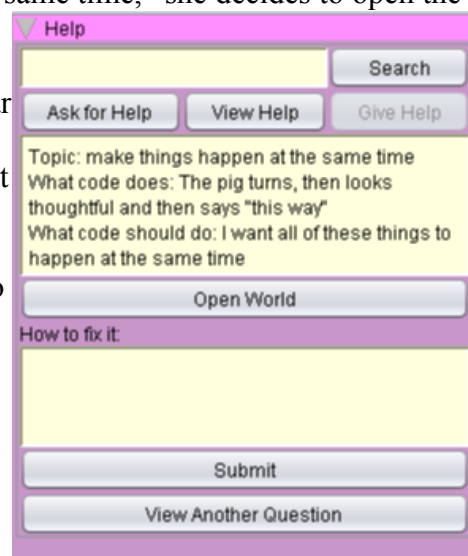 same time," she decides to open the
Help
Search
Ask for Help View Help Give Help
Topic: make things happen at the same time
What code does: The pig turns, then looks
thoughtful and then says "this way"
What code should do: I want all of these things to
happen at the same time
Open World
How to fix it:
Submit
View Another Question